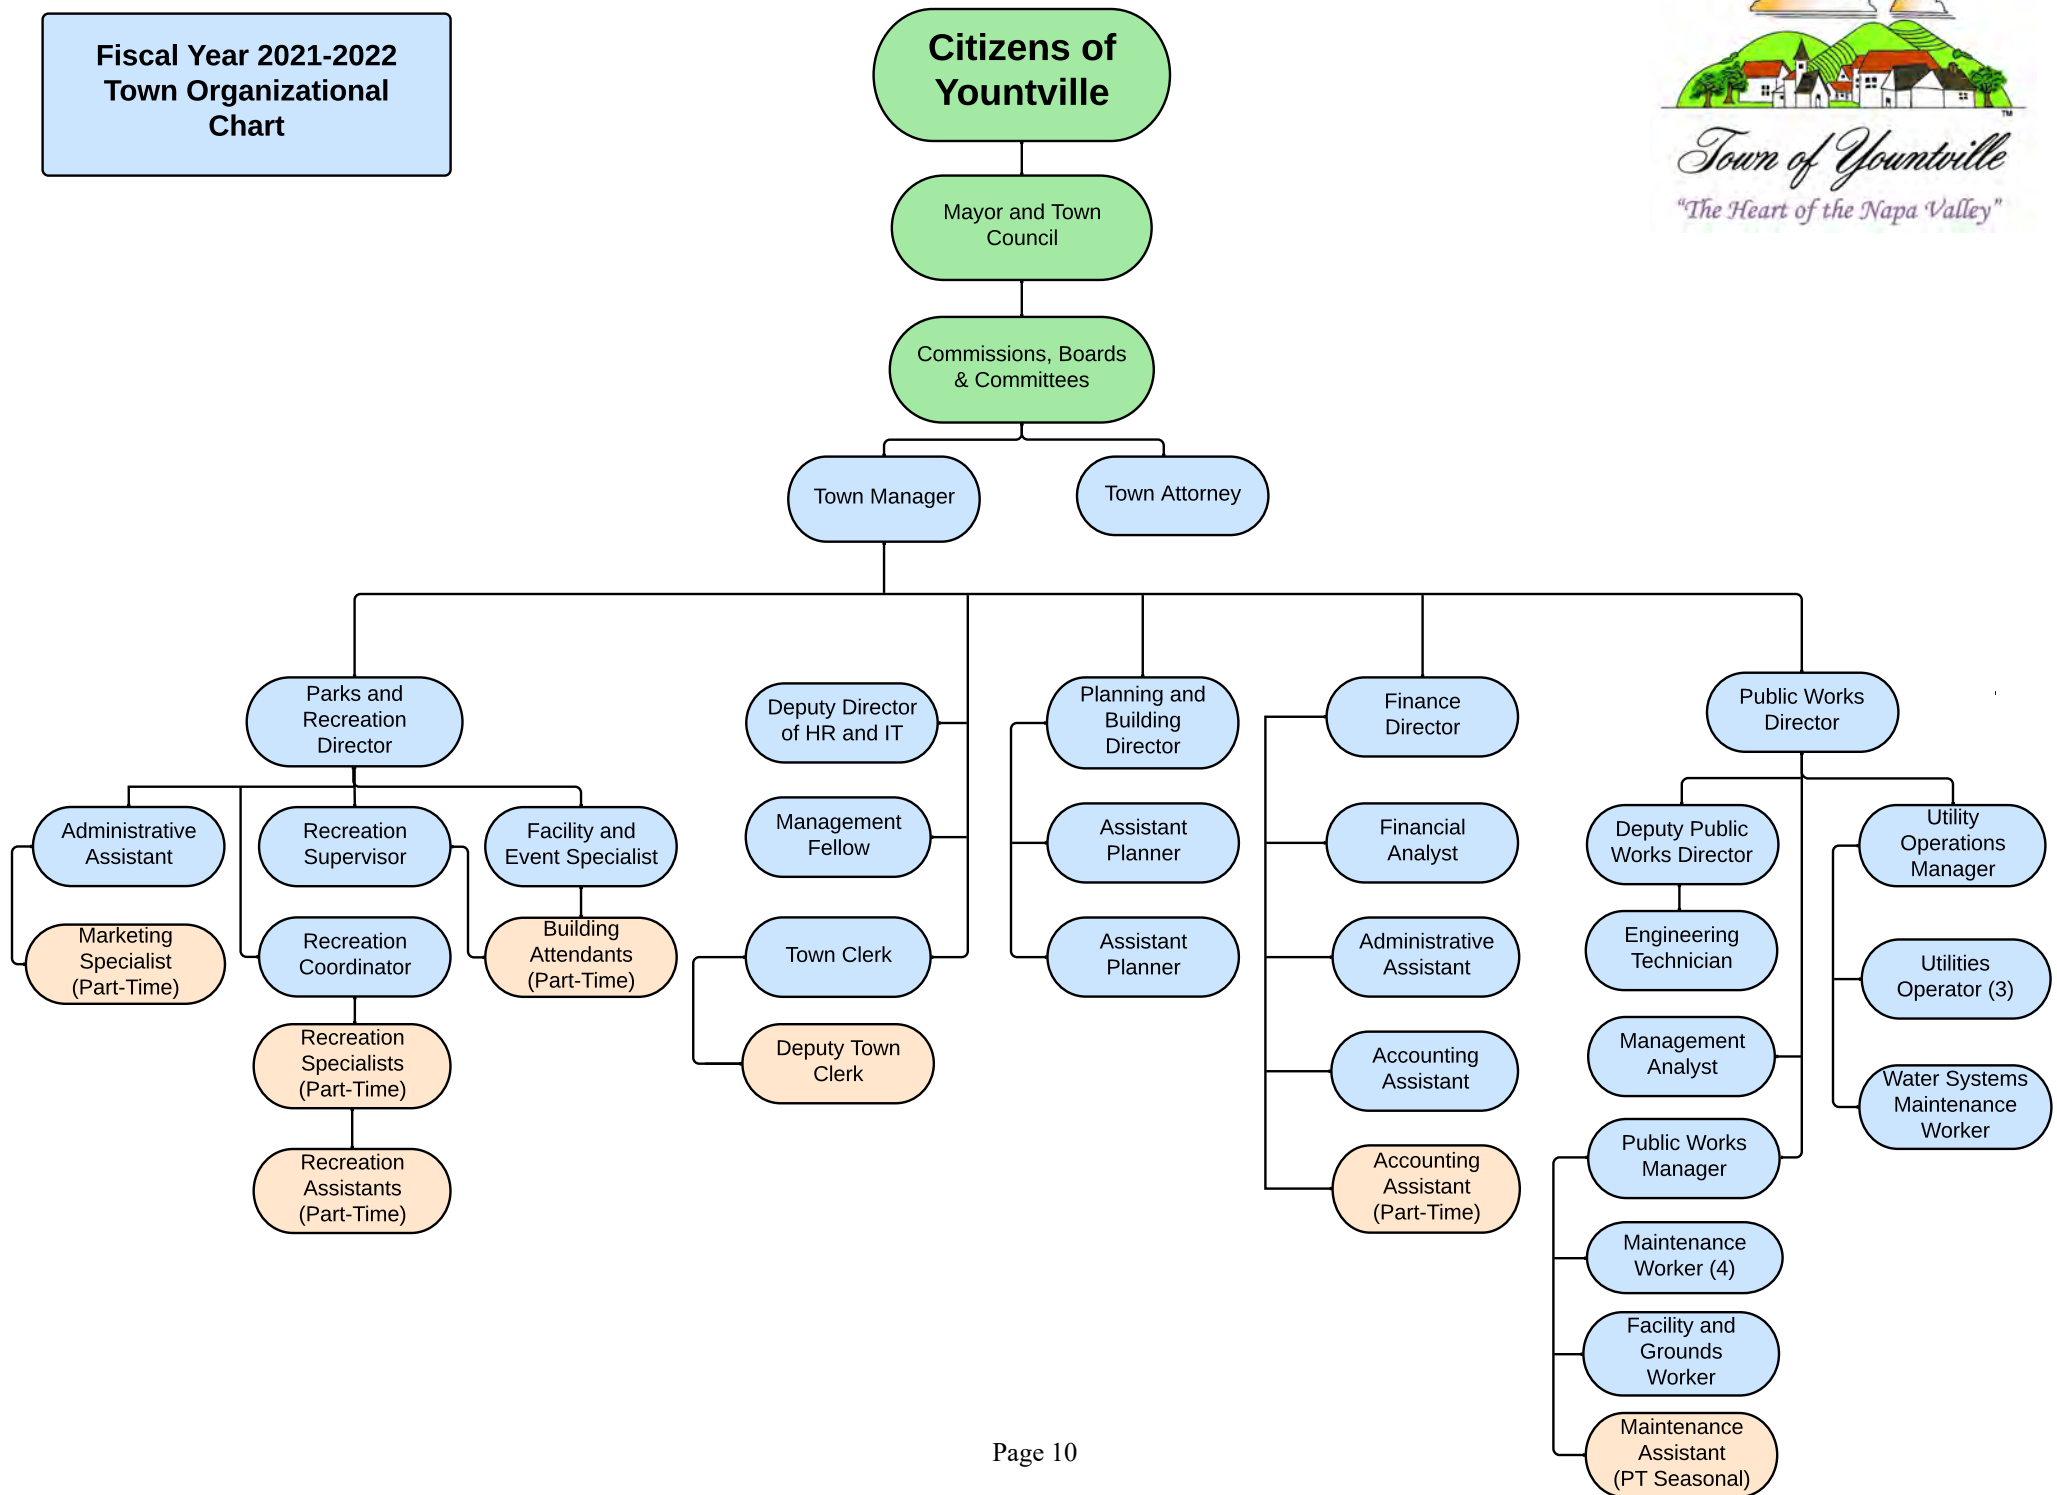 Fiscal Year 2021-2022
Town Organizational
Chart
Citizens of
Yountville
TM
Town of Yountville
“The Heart of the Napa Valley”
Mayor and Town
Council
Commissions, Boards
& Committees
Town Manager
Town Attorney
Parks and
Recreation
Director
Administrative
Assistant
Marketing
Specialist
(Part-Time)
Recreation
Supervisor
Recreation
Coordinator
Recreation
Specialists
(Part-Time)
Recreation
Assistants
(Part-Time)
Facility and
Event Specialist
Building
Attendants
(Part-Time)
Deputy Director
of HR and IT
Management
Fellow
Town Clerk
Deputy Town
Clerk
Planning and
Building
Director
Assistant
Planner
Assistant
Planner
Finance
Director
Financial
Analyst
Administrative
Assistant
Accounting
Assistant
Accounting
Assistant
(Part-Time)
Public Works
Director
Deputy Public
Works Director
Engineering
Technician
Management
Analyst
Public Works
Manager
Maintenance
Worker (4)
Facility and
Grounds
Worker
Maintenance
Assistant
(PT Seasonal)
Utility
Operations
Manager
Utilities
Operator (3)
Water Systems
Maintenance
Worker
Page 10